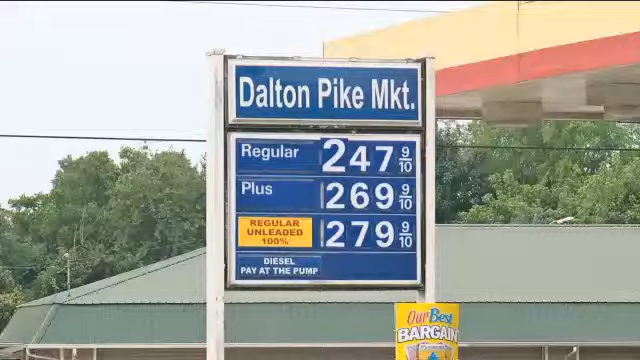 Dalton Pike Mkt.
Regular 247 9/10
Plus 269 9/10
REGULAR
UNLEADED
100%
279 9/10
DIESEL
PAY AT THE PUMP
Our Best
BARGAIN